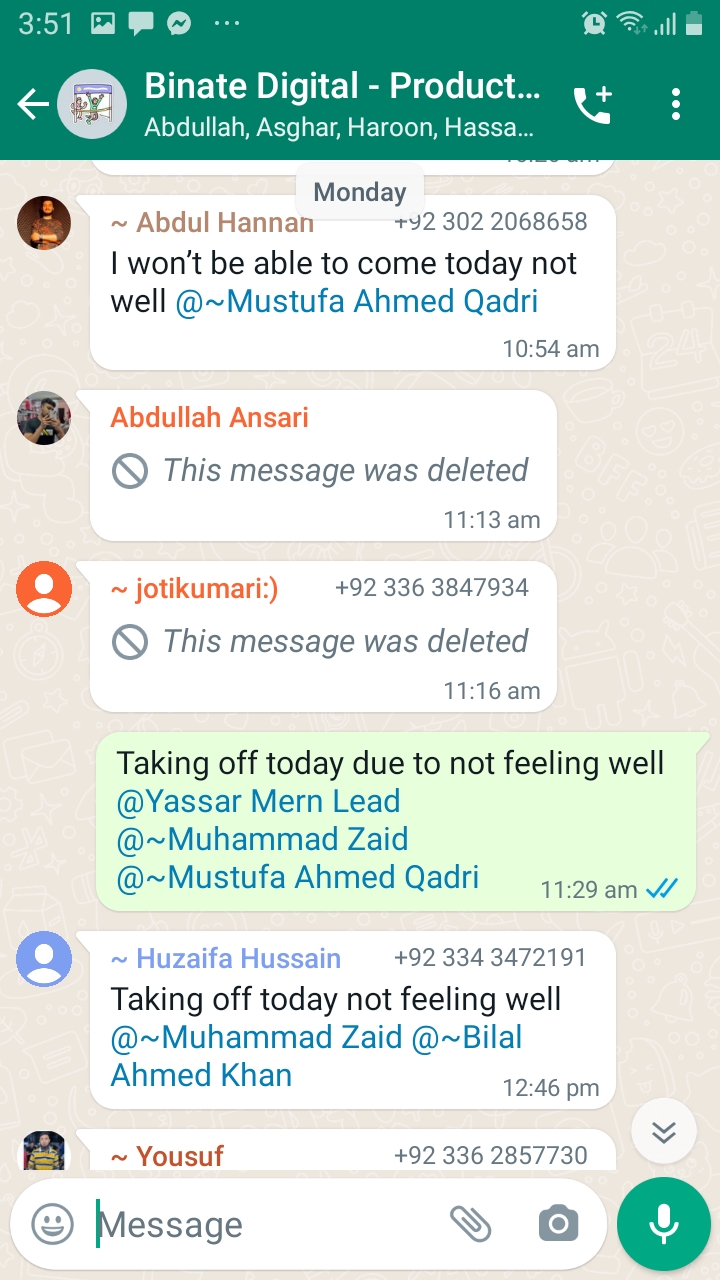 3:51
Binate Digital - Product...
Abdullah, Asghar, Haroon, Hassa...
Monday
~ Abdul Hannan +92 302 2068658
I won't be able to come today not
well @~Mustufa Ahmed Qadri
10:54 am
Abdullah Ansari
This message was deleted
11:13 am
~ jotikumari:) +92 336 3847934
This message was deleted
11:16 am
Taking off today due to not feeling well
@Yassar Mern Lead
@~Muhammad Zaid
@~Mustufa Ahmed Qadri 11:29 am
~ Huzaifa Hussain +92 334 3472191
Taking off today not feeling well
@~Muhammad Zaid @~Bilal
Ahmed Khan 12:46 pm
~ Yousuf +92 336 2857730
Message